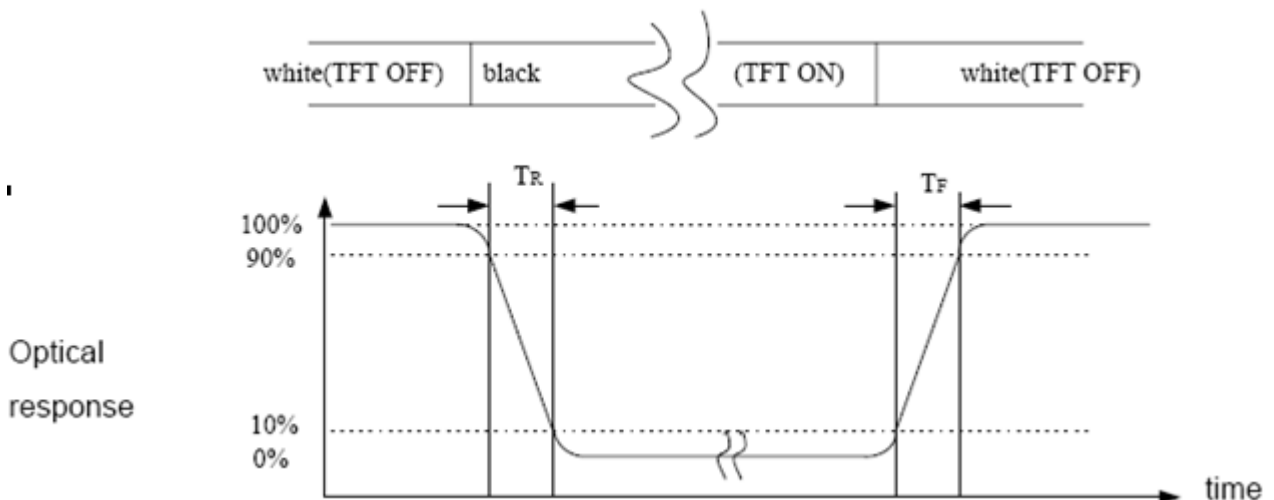 white(TFT OFF) black (TFT ON) white(TFT OFF)
TR TF
100%
90%
Optical
response
10%
0%
time